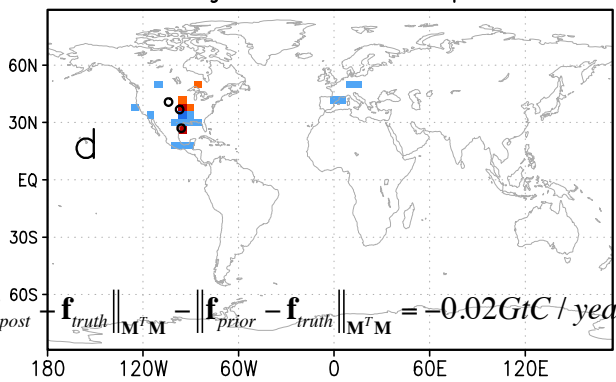 60N
30N
d
EQ
30S
60S
post - f_truth‖_{M^T M} - ‖f_prior - f_truth‖_{M^T M} = -0.02GtC / yea
180 120W 60W 0 60E 120E